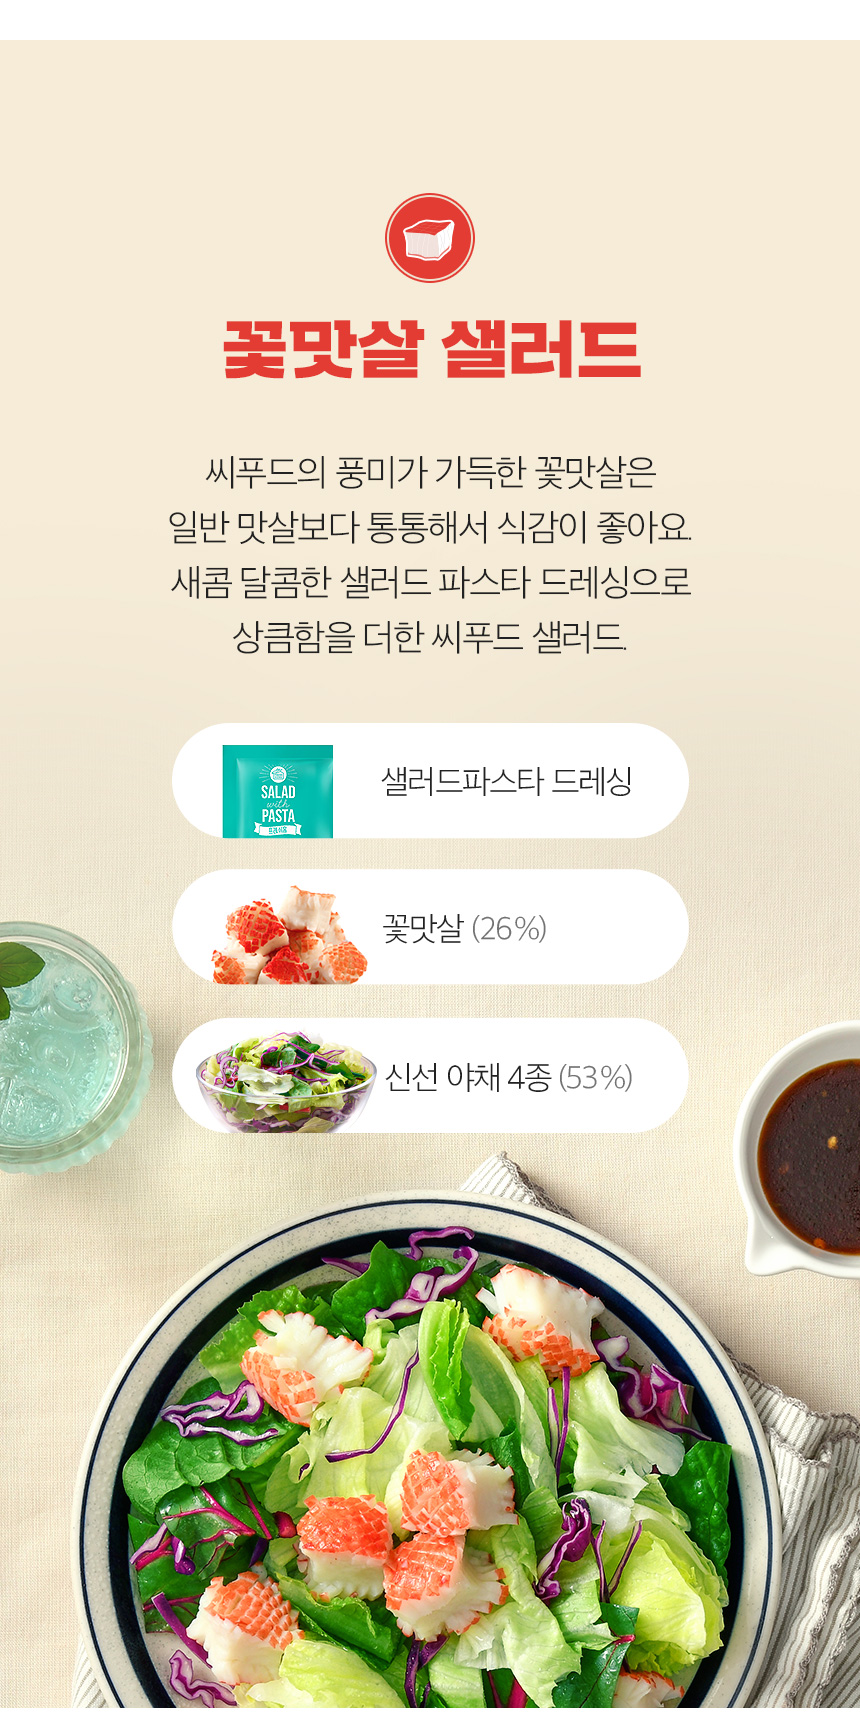 꽃맛살 샐러드
씨푸드의 풍미가 가득한 꽃맛살은
일반 맛살보다 통통해서 식감이 좋아요.
새콤 달콤한 샐러드 파스타 드레싱으로
상큼함을 더한 씨푸드 샐러드.
SALAD
with
PASTA
샐러드파스타 드레싱
꽃맛살 (26%)
신선 야채 4종 (53%)